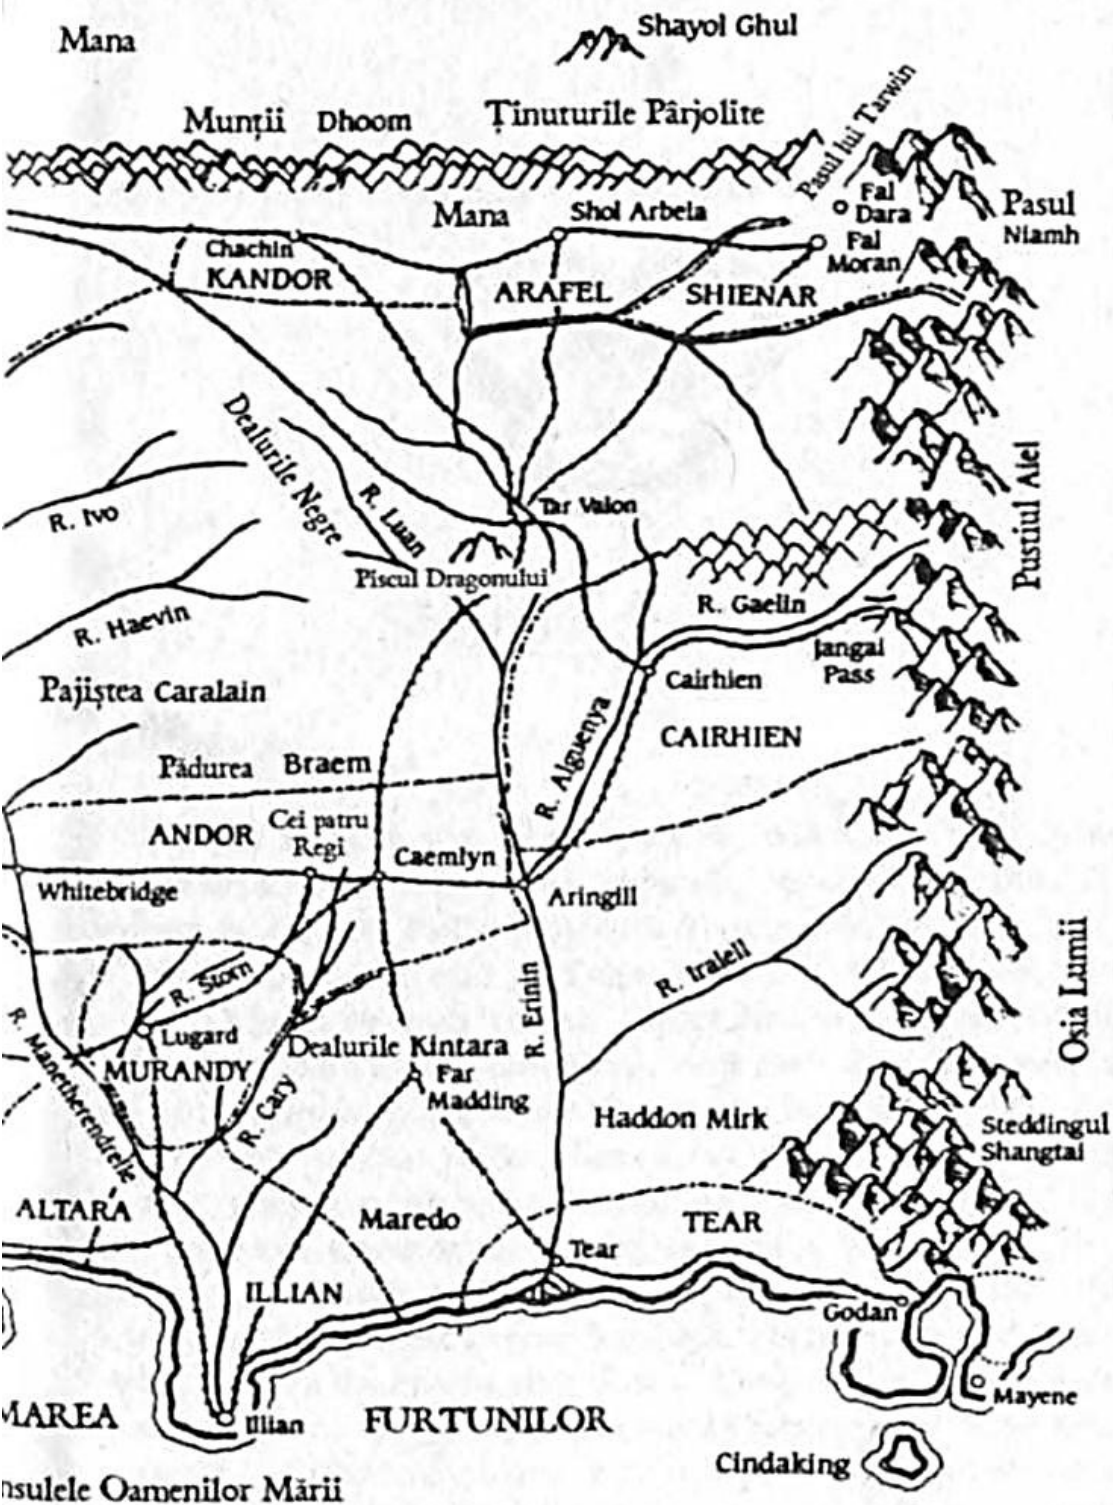 Mana
Shayol Ghul
Munții Dhoom
Ținuturile Pârjolite
Pasul lui Tarwin
Fal
Dara
Pasul
Niamh
Mana
Shol Arbela
Chachin
Fal
Moran
KANDOR
ARAFEL
SHIENAR
Dealurile Negre
R. Luan
R. Ivo
Tar Valon
Pustiul Aiel
Piscul Dragonului
R. Gaelin
R. Haevin
Jangai
Pass
Pajiștea Caralain
Cairhien
R. Alguenya
CAIRHIEN
Pădurea Braem
ANDOR
Cei patru
Regi
Caemlyn
Whitebridge
Aringill
R. Storn
R. Iralell
R. Erinin
Osia Lumii
R. Manetherendrelle
Lugard
Dealurile Kintara
MURANDY
R. Cary
Far
Madding
Haddon Mirk
Steddingul
Shangtai
ALTARA
Maredo
TEAR
Tear
ILLIAN
Godan
Mayene
MAREA
Illian
FURTUNILOR
Cindaking
nsulele Oamenilor Mării